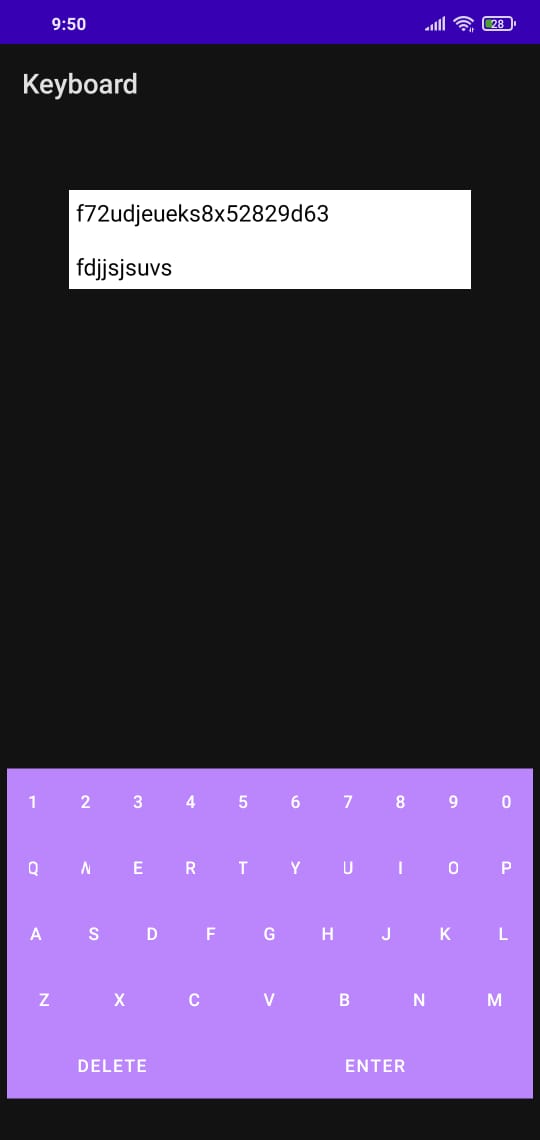 9:50
28
Keyboard
f72udjeueks8x52829d63
fdjjsjsuvs
1 2 3 4 5 6 7 8 9 0
Q W E R T Y U I O P
A S D F G H J K L
Z X C V B N M
DELETE ENTER